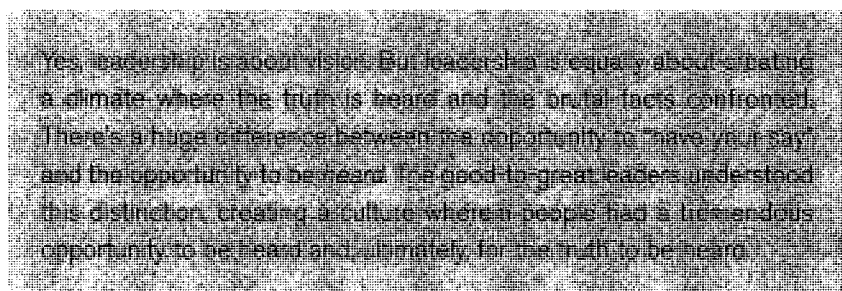 Yes, leadership is about vision. But leadership is equally about creating
a climate where the truth is heard and the brutal facts confronted.
There's a huge difference between the opportunity to "have your say"
and the opportunity to be heard. The good-to-great leaders understood
this distinction, creating a culture wherein people had a tremendous
opportunity to be heard and, ultimately, for the truth to be heard.